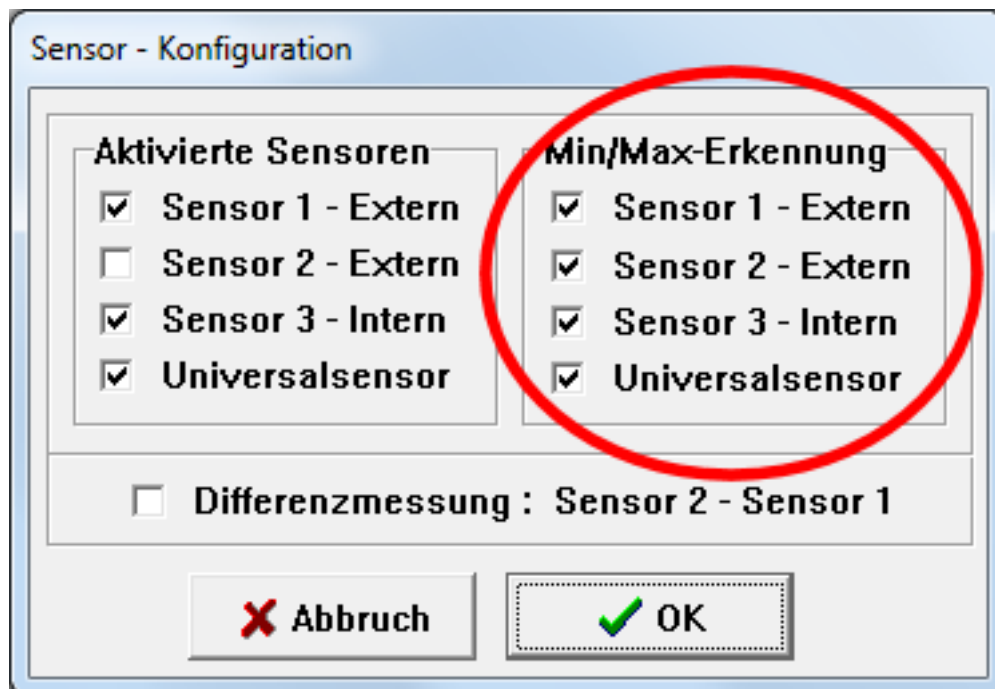 Sensor - Konfiguration
Aktivierte Sensoren
Sensor 1 - Extern
Sensor 2 - Extern
Sensor 3 - Intern
Universalsensor
Min/Max-Erkennung
Sensor 1 - Extern
Sensor 2 - Extern
Sensor 3 - Intern
Universalsensor
Differenzmessung : Sensor 2 - Sensor 1
Abbruch
OK